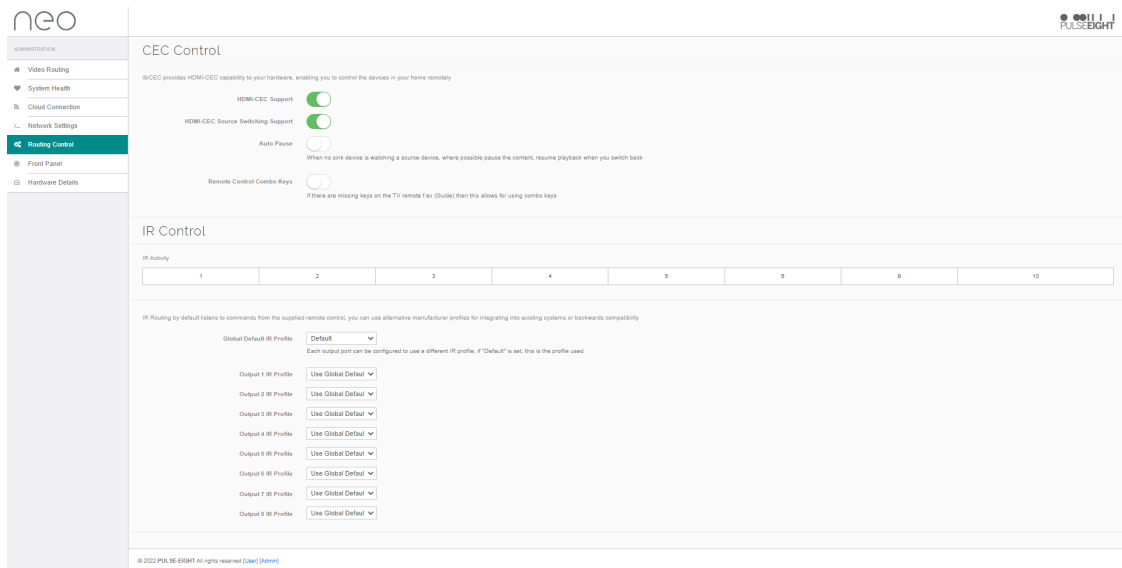 neo
PULSEEIGHT
ADMINISTRATION
Video Routing
System Health
Cloud Connection
Network Settings
Routing Control
Front Panel
Hardware Details
CEC Control
libCEC provides HDMI-CEC capability to your hardware, enabling you to control the devices in your home remotely
HDMI-CEC Support
HDMI-CEC Source Switching Support
Auto Pause
When no sink device is watching a source device, where possible pause the content, resume playback when you switch back
Remote Control Combo Keys
If there are missing keys on the TV remote f.ex (Guide) then this allows for using combo keys
IR Control
IR Activity
1 2 3 4 5 6 9 10
IR Routing by default listens to commands from the supplied remote control, you can use alternative manufacturer profiles for integrating into existing systems or backwards compatibility
Global Default IR Profile Default
Each output port can be configured to use a different IR profile, if "Default" is set, this is the profile used
Output 1 IR Profile Use Global Defaul
Output 2 IR Profile Use Global Defaul
Output 3 IR Profile Use Global Defaul
Output 4 IR Profile Use Global Defaul
Output 5 IR Profile Use Global Defaul
Output 6 IR Profile Use Global Defaul
Output 7 IR Profile Use Global Defaul
Output 8 IR Profile Use Global Defaul
© 2022 PULSE-EIGHT All rights reserved [User] [Admin]